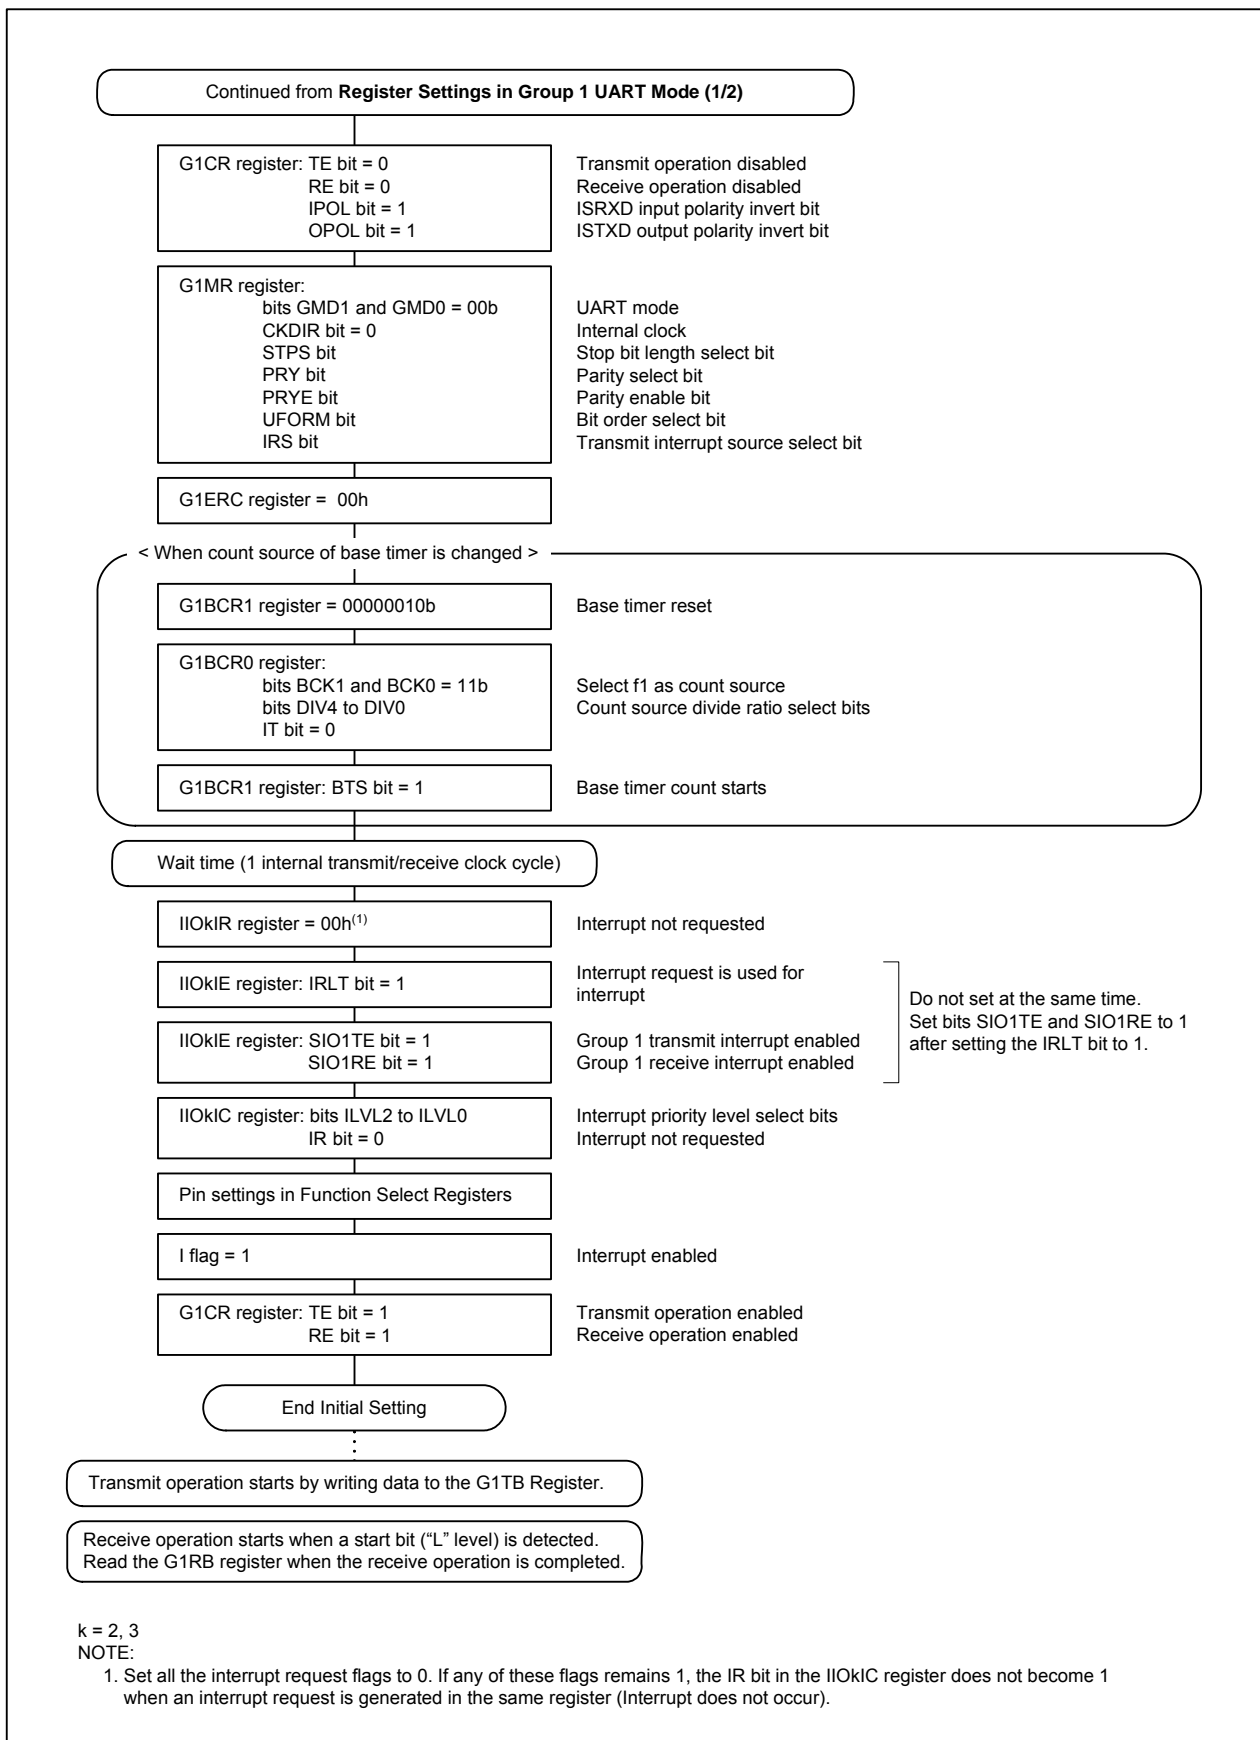 Continued from Register Settings in Group 1 UART Mode (1/2)
G1CR register: TE bit = 0 Transmit operation disabled
RE bit = 0 Receive operation disabled
IPOL bit = 1 ISRXD input polarity invert bit
OPOL bit = 1 ISTXD output polarity invert bit
G1MR register:
bits GMD1 and GMD0 = 00b UART mode
CKDIR bit = 0 Internal clock
STPS bit Stop bit length select bit
PRY bit Parity select bit
PRYE bit Parity enable bit
UFORM bit Bit order select bit
IRS bit Transmit interrupt source select bit
G1ERC register = 00h
< When count source of base timer is changed >
G1BCR1 register = 00000010b Base timer reset
G1BCR0 register:
bits BCK1 and BCK0 = 11b Select f1 as count source
bits DIV4 to DIV0 Count source divide ratio select bits
IT bit = 0
G1BCR1 register: BTS bit = 1 Base timer count starts
Wait time (1 internal transmit/receive clock cycle)
IIOkIR register = 00h(1) Interrupt not requested
IIOkIE register: IRLT bit = 1 Interrupt request is used for
interrupt
IIOkIE register: SIO1TE bit = 1 Group 1 transmit interrupt enabled
SIO1RE bit = 1 Group 1 receive interrupt enabled
Do not set at the same time.
Set bits SIO1TE and SIO1RE to 1
after setting the IRLT bit to 1.
IIOkIC register: bits ILVL2 to ILVL0 Interrupt priority level select bits
IR bit = 0 Interrupt not requested
Pin settings in Function Select Registers
I flag = 1 Interrupt enabled
G1CR register: TE bit = 1 Transmit operation enabled
RE bit = 1 Receive operation enabled
End Initial Setting
Transmit operation starts by writing data to the G1TB Register.
Receive operation starts when a start bit (“L” level) is detected.
Read the G1RB register when the receive operation is completed.
k = 2, 3
NOTE:
1. Set all the interrupt request flags to 0. If any of these flags remains 1, the IR bit in the IIOkIC register does not become 1
when an interrupt request is generated in the same register (Interrupt does not occur).